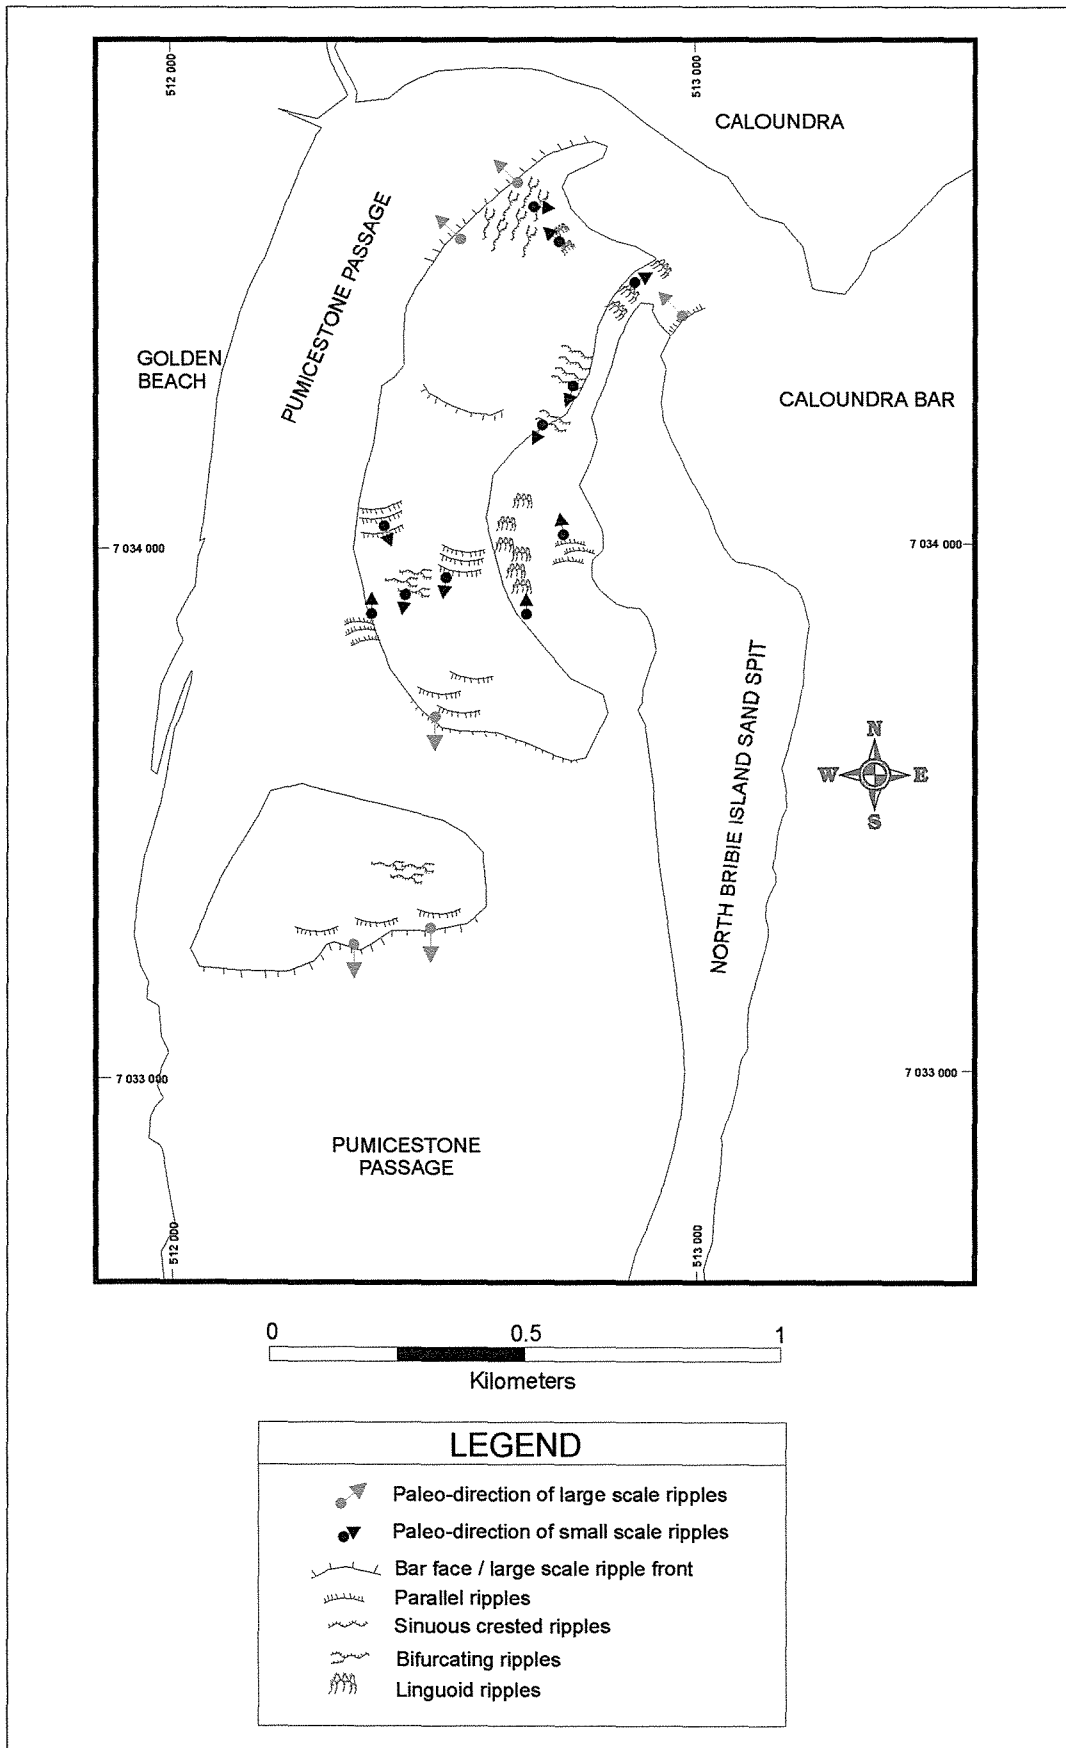 512 000
513 000
CALOUNDRA
PUMICESTONE PASSAGE
GOLDEN
BEACH
CALOUNDRA BAR
7 034 000
7 034 000
NORTH BRIBIE ISLAND SAND SPIT
N
W
E
S
7 033 000
7 033 000
PUMICESTONE
PASSAGE
512 000
513 000
0
0.5
1
Kilometers
LEGEND
Paleo-direction of large scale ripples
Paleo-direction of small scale ripples
Bar face / large scale ripple front
Parallel ripples
Sinuous crested ripples
Bifurcating ripples
Linguoid ripples